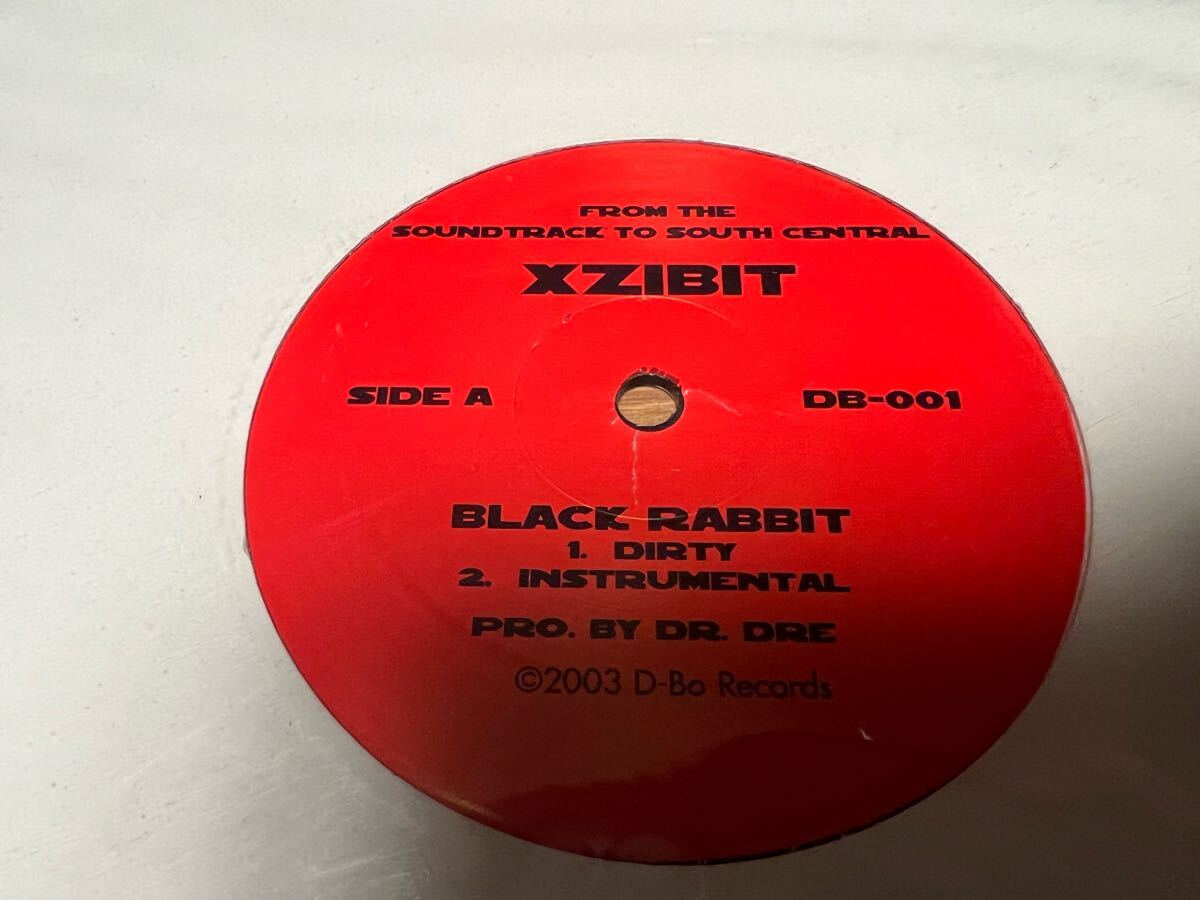 FROM THE
SOUNDTRACK TO SOUTH CENTRAL
XZIBIT
SIDE A
DB-001
BLACK RABBIT
1. DIRTY
2. INSTRUMENTAL
PRO. BY DR. DRE
©2003 D-Bo Records